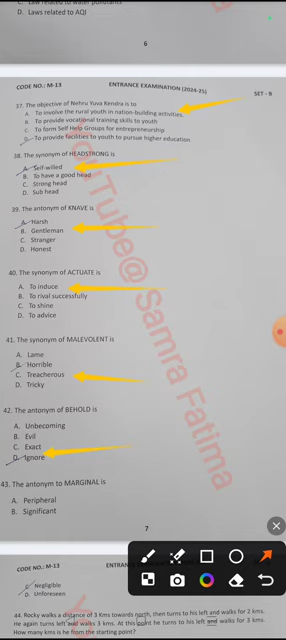 C. Law related to water pollutants
D. Laws related to AQI
6
CODE NO.: M-13 ENTRANCE EXAMINATION (2024-25) SET - B
37. The objective of Nehru Yuva Kendra is to
A. To involve the rural youth in nation-building activities.
B. To provide vocational training skills to youth
C. To form Self Help Groups for entrepreneurship
D. To provide facilities to youth to pursue higher education
38. The synonym of HEADSTRONG is
A. Self-willed
B. To have a good head
C. Strong head
D. Sub head
39. The antonym of KNAVE is
A. Harsh
B. Gentleman
C. Stranger
D. Honest
40. The synonym of ACTUATE is
A. To induce
B. To rival successfully
C. To shine
D. To advice
41. The synonym of MALEVOLENT is
A. Lame
B. Horrible
C. Treacherous
D. Tricky
42. The antonym of BEHOLD is
A. Unbecoming
B. Evil
C. Exact
D. Ignore
43. The antonym to MARGINAL is
A. Peripheral
B. Significant
7
CODE NO.: M-13
C. Negligible
D. Unforeseen
44. Rocky walks a distance of 3 Kms towards north, then turns to his left and walks for 2 kms.
He again turns left and walks 3 kms. At this point he turns to his left and walks for 3 kms.
How many kms is he from the starting point?
YouTube@ Samra Fatima